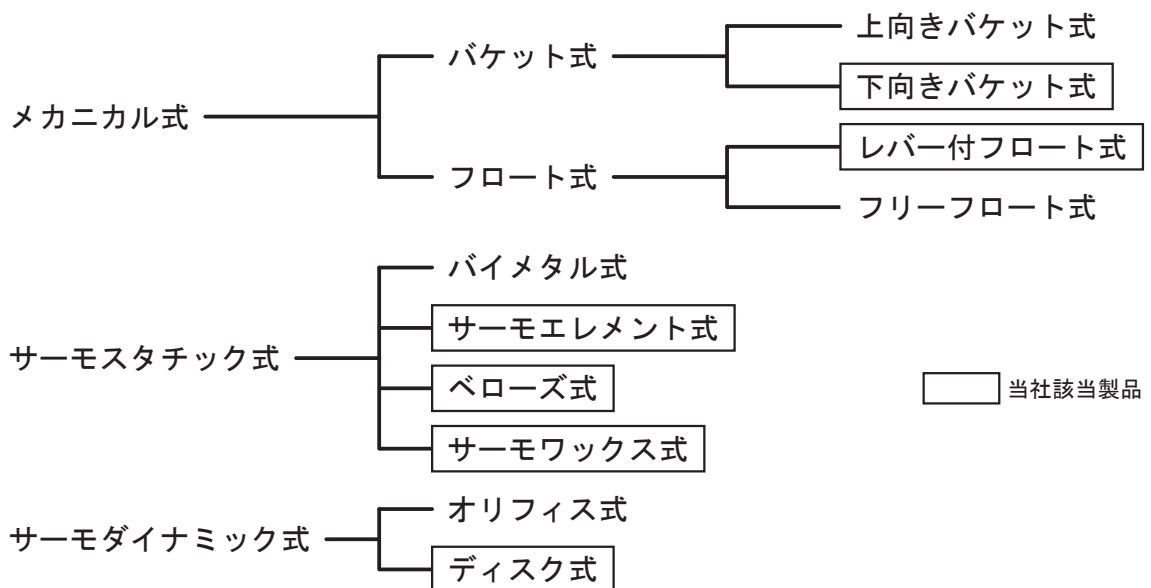 メカニカル式
バケット式
上向きバケット式
下向きバケット式
フロート式
レバー付フロート式
フリーフロート式
サーモスタチック式
バイメタル式
サーモエレメント式
ベローズ式
サーモワックス式
サーモダイナミック式
オリフィス式
ディスク式
当社該当製品